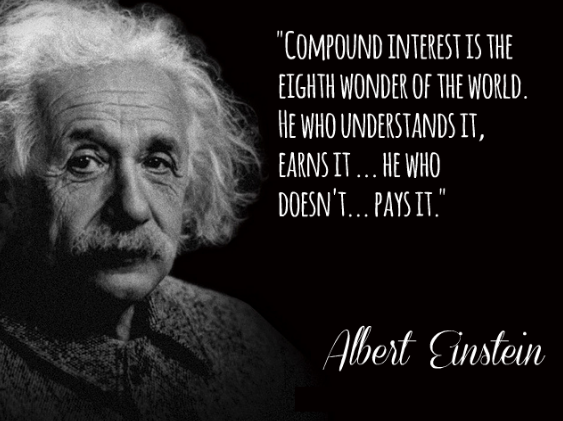 "Compound interest is the
eighth wonder of the world.
He who understands it,
earns it ... he who
doesn't... pays it."
Albert Einstein